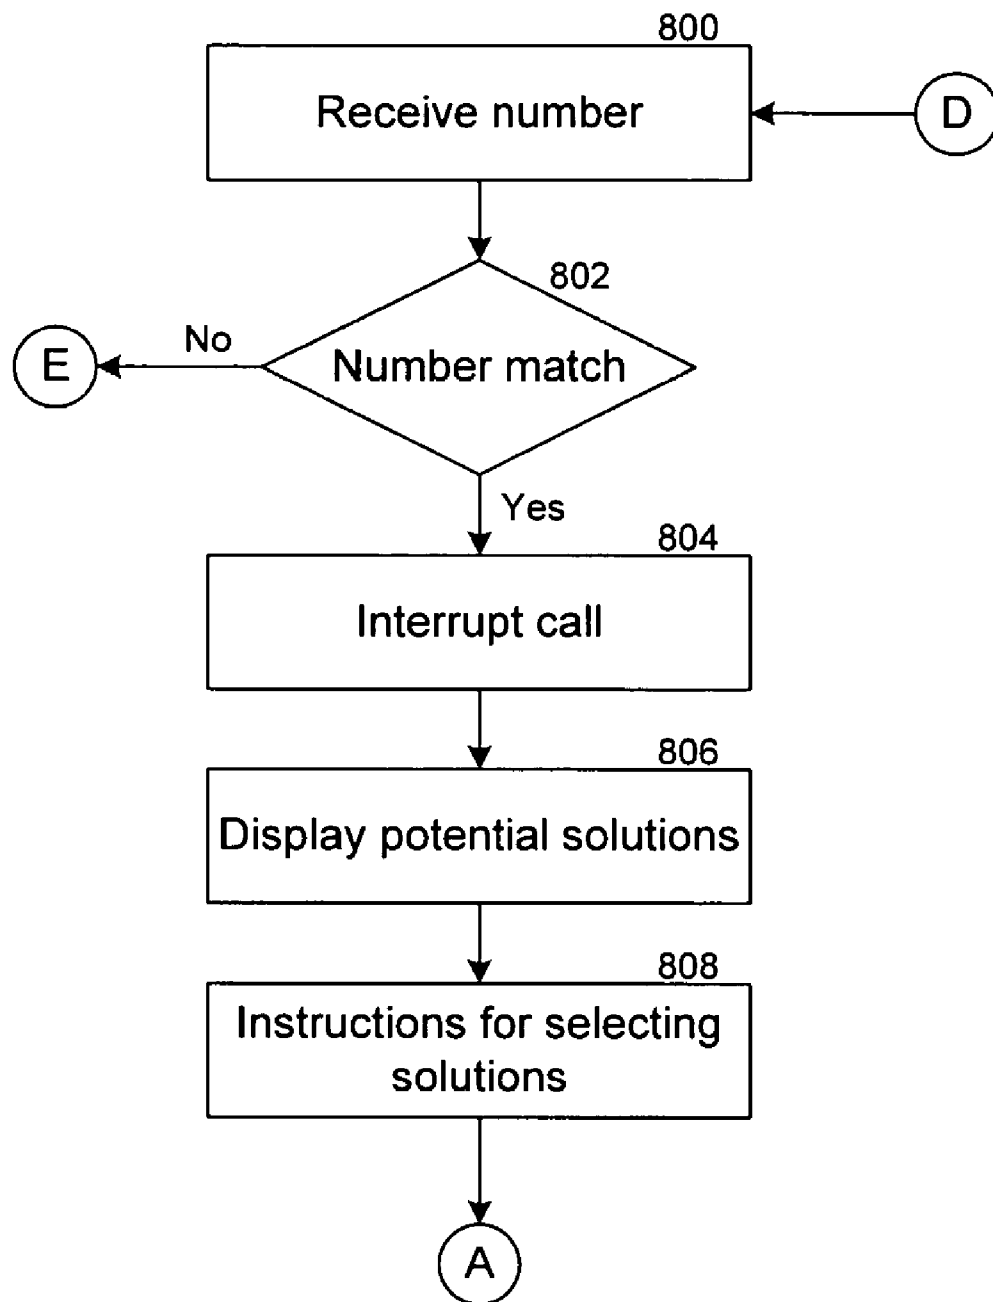 800
Receive number
D
802
Number match
No
E
Yes
804
Interrupt call
806
Display potential solutions
808
Instructions for selecting
solutions
A